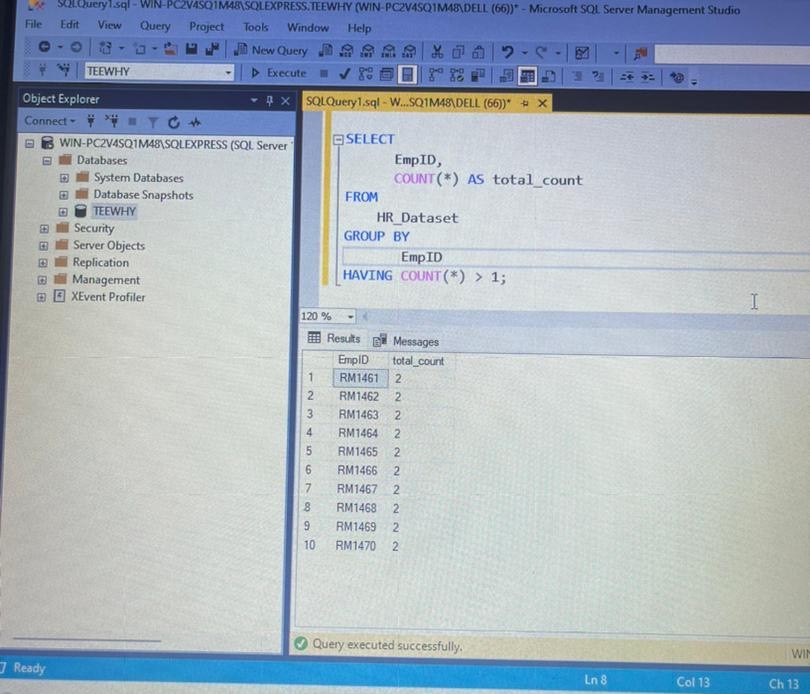 SQLQuery1.sql - WIN-PC2V4SQ1M48\SQLEXPRESS.TEEWHY (WIN-PC2V4SQ1M48\DELL (66))* - Microsoft SQL Server Management Studio
File Edit View Query Project Tools Window Help
New Query
TEEWHY Execute
Object Explorer
Connect
WIN-PC2V4SQ1M48\SQLEXPRESS (SQL Server
Databases
System Databases
Database Snapshots
TEEWHY
Security
Server Objects
Replication
Management
XEvent Profiler
SQLQuery1.sql - W...SQ1M48\DELL (66))*
SELECT
EmpID,
COUNT(*) AS total_count
FROM
HR_Dataset
GROUP BY
EmpID
HAVING COUNT(*) > 1;
120 %
Results Messages
EmpID total_count
1 RM1461 2
2 RM1462 2
3 RM1463 2
4 RM1464 2
5 RM1465 2
6 RM1466 2
7 RM1467 2
8 RM1468 2
9 RM1469 2
10 RM1470 2
Query executed successfully.
WIN
Ready Ln 8 Col 13 Ch 13